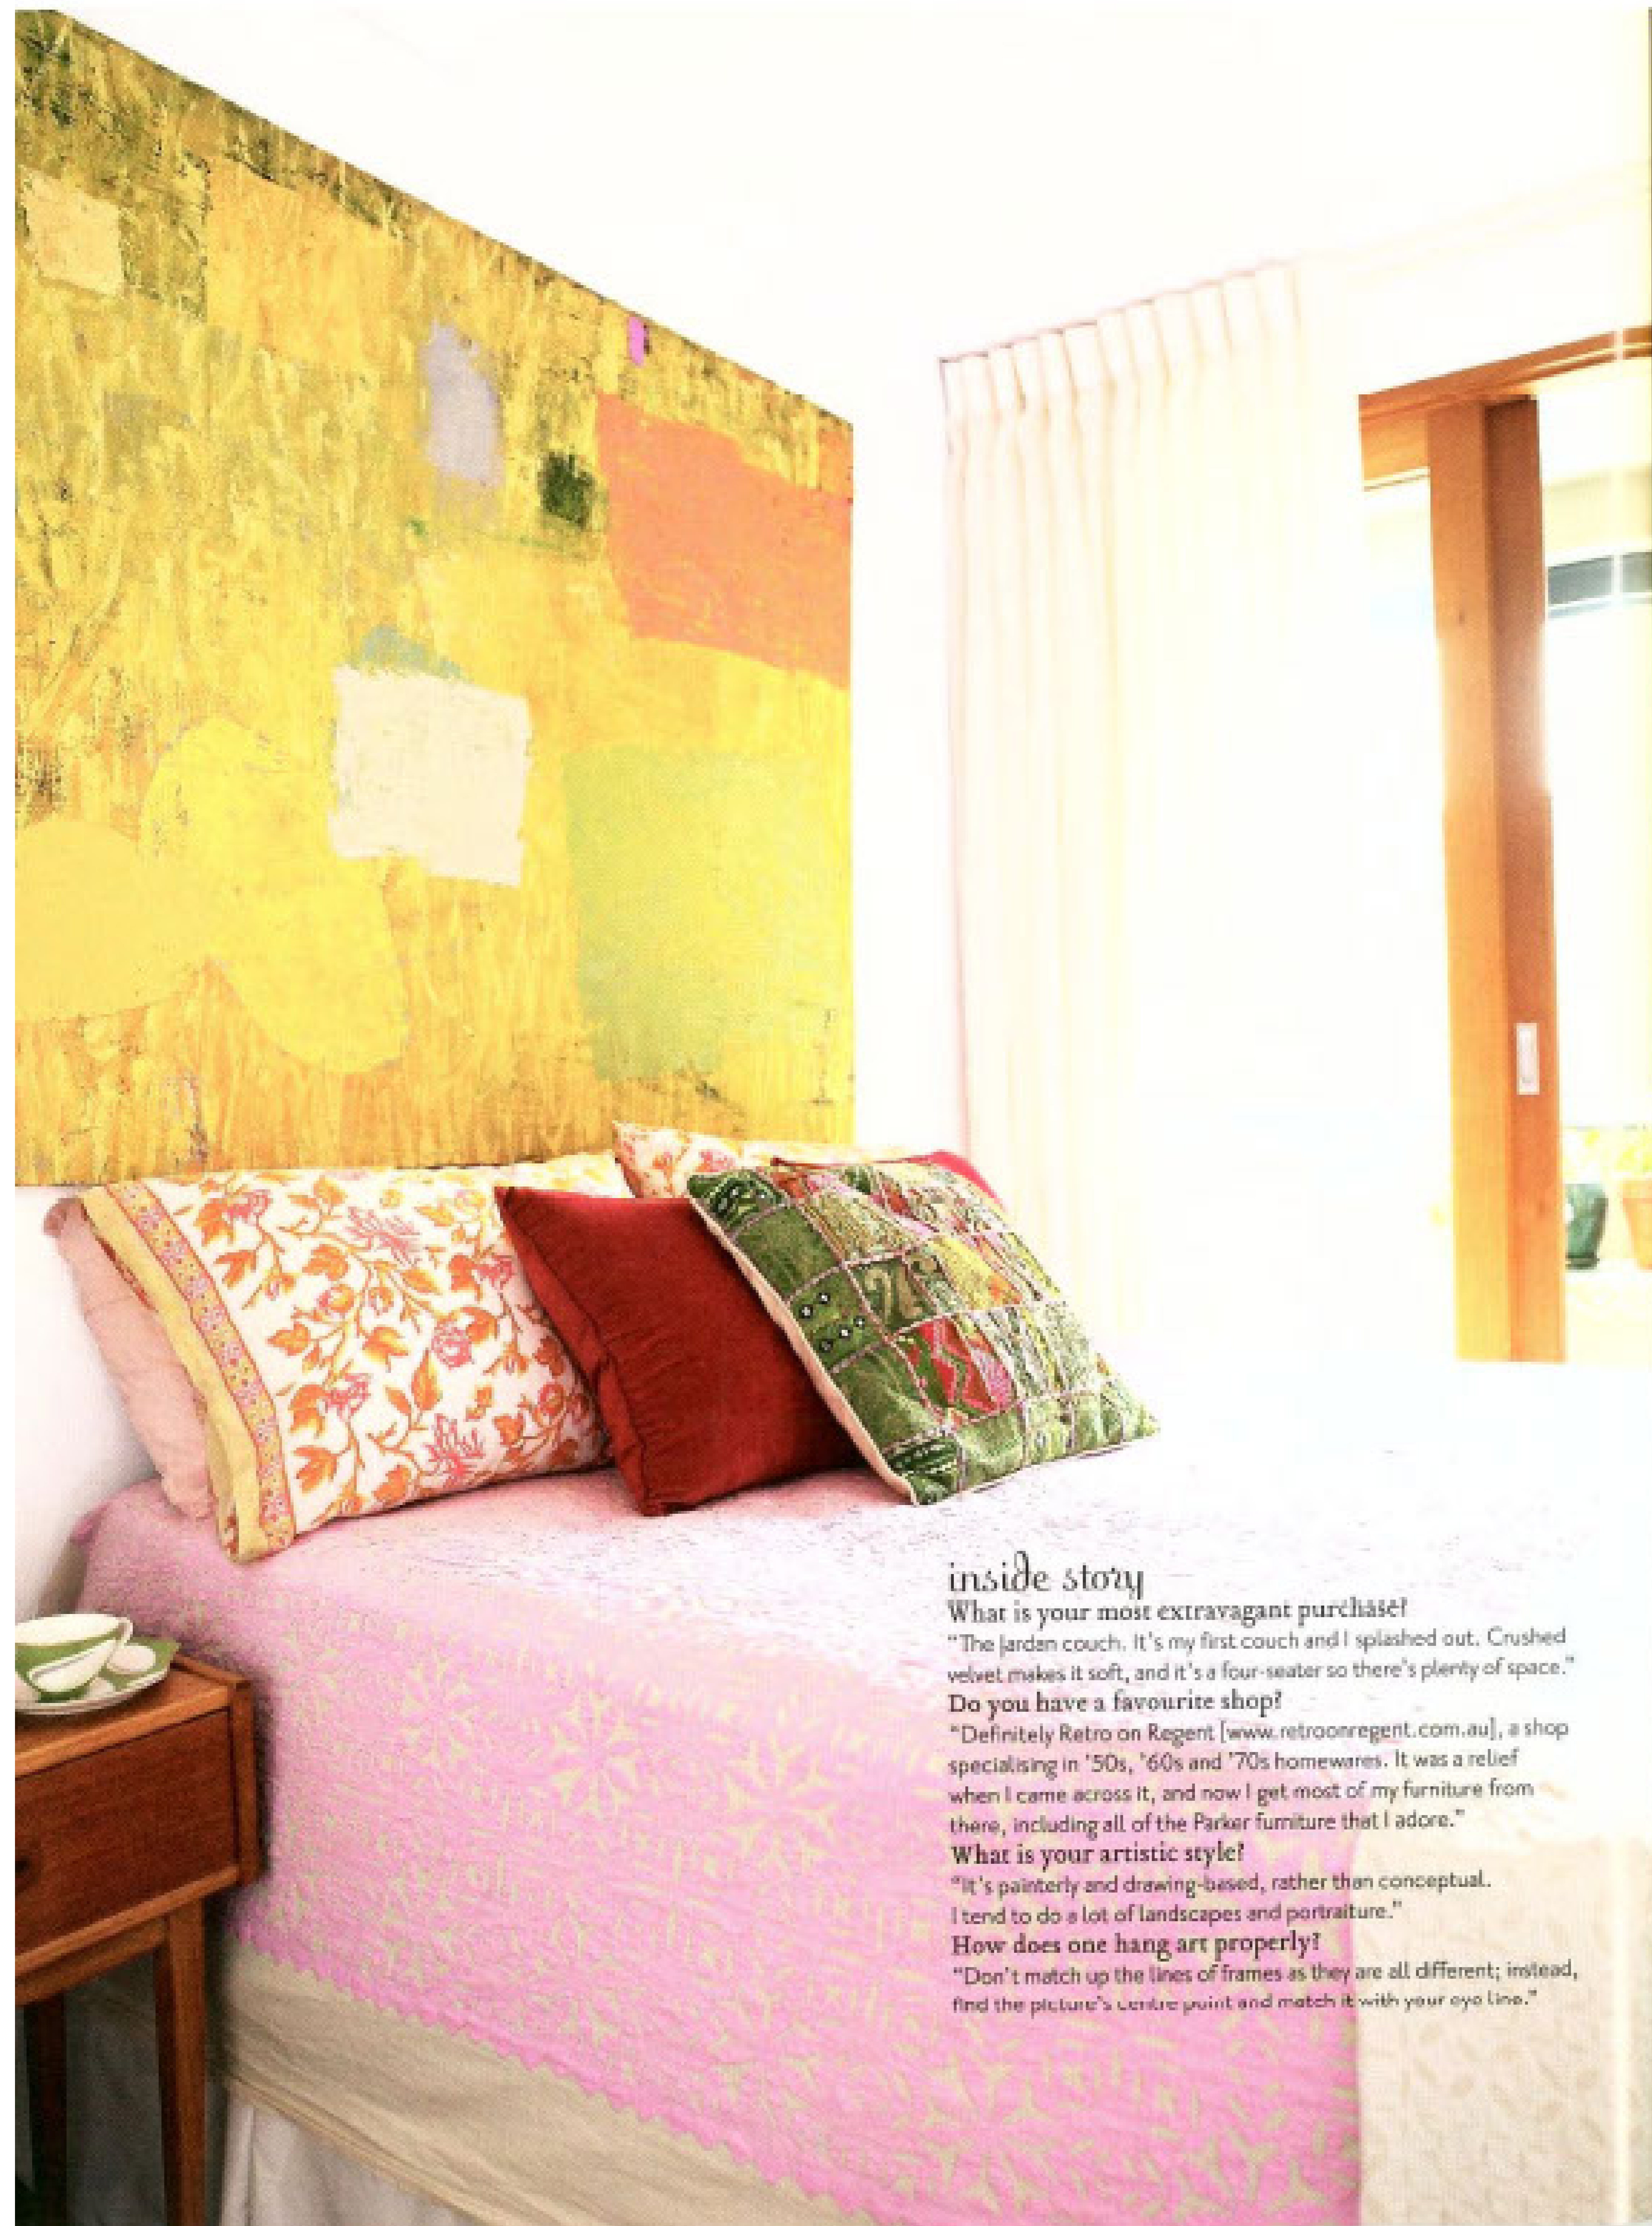 inside story
What is your most extravagant purchase?
“The Jardan couch. It’s my first couch and I splashed out. Crushed
velvet makes it soft, and it’s a four-seater so there’s plenty of space.”
Do you have a favourite shop?
“Definitely Retro on Regent [www.retroonregent.com.au], a shop
specialising in ’50s, ’60s and ’70s homewares. It was a relief
when I came across it, and now I get most of my furniture from
there, including all of the Parker furniture that I adore.”
What is your artistic style?
“It’s painterly and drawing-based, rather than conceptual.
I tend to do a lot of landscapes and portraiture.”
How does one hang art properly?
“Don’t match up the lines of frames as they are all different; instead,
find the picture’s centre point and match it with your eye line.”